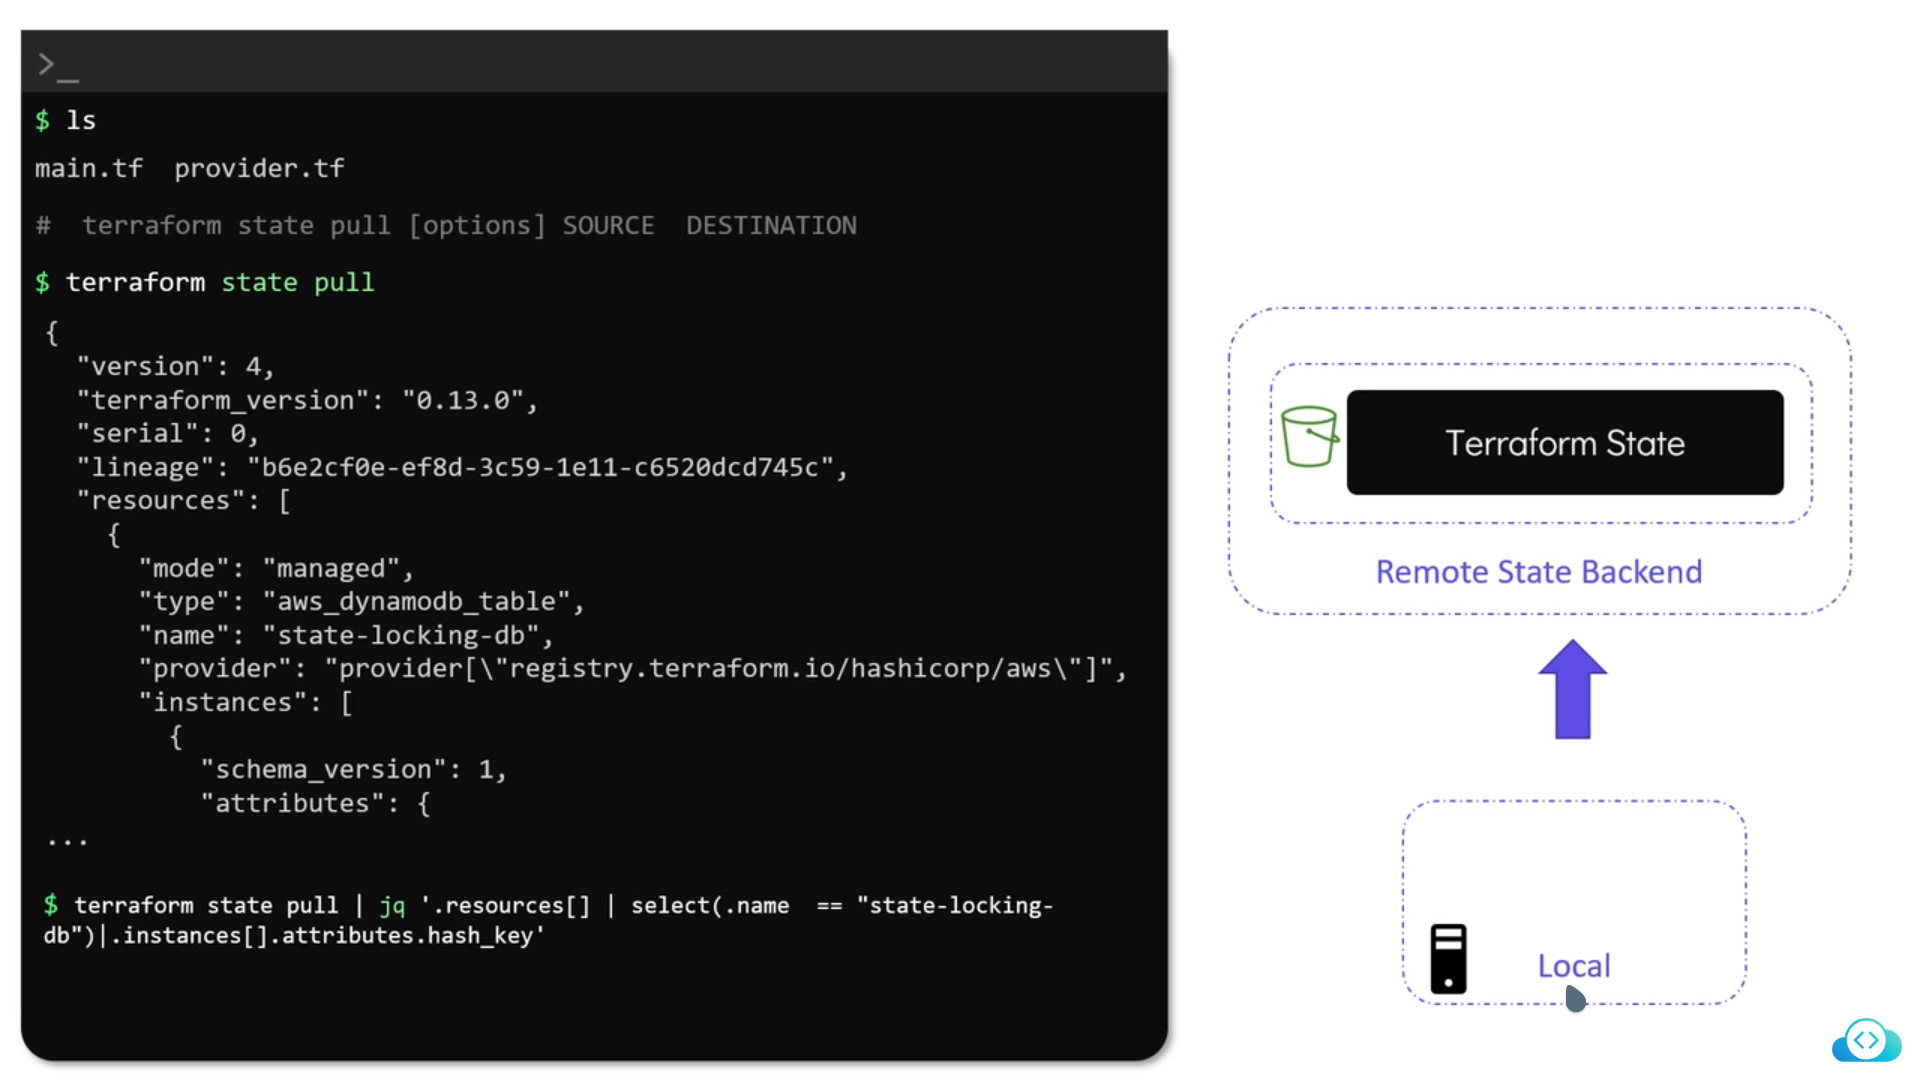 >_
$ ls
main.tf  provider.tf
#  terraform state pull [options] SOURCE  DESTINATION
$ terraform state pull
{
  "version": 4,
  "terraform_version": "0.13.0",
  "serial": 0,
  "lineage": "b6e2cf0e-ef8d-3c59-1e11-c6520dcd745c",
  "resources": [
    {
      "mode": "managed",
      "type": "aws_dynamodb_table",
      "name": "state-locking-db",
      "provider": "provider[\"registry.terraform.io/hashicorp/aws\"]",
      "instances": [
        {
          "schema_version": 1,
          "attributes": {
...
$ terraform state pull | jq '.resources[] | select(.name  == "state-locking-
db")|.instances[].attributes.hash_key'
Terraform State
Remote State Backend
Local